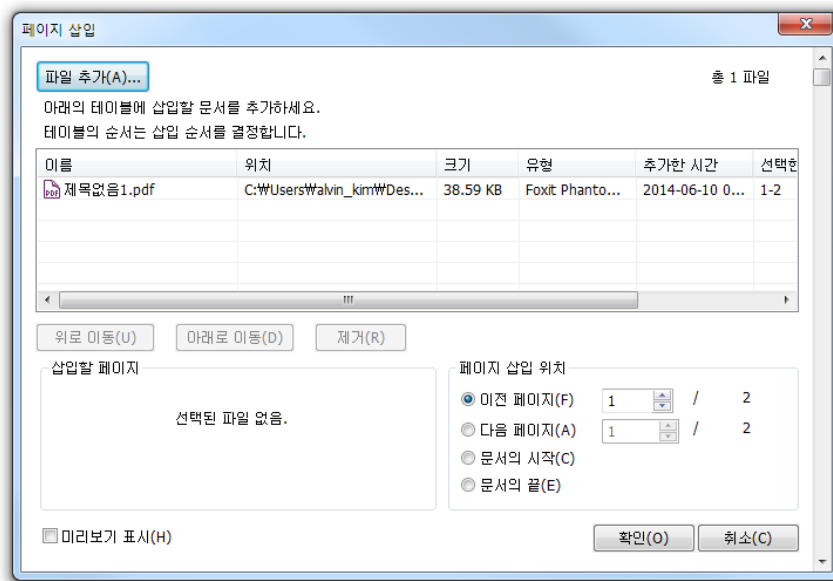 페이지 삽입
파일 추가(A)... 총 1 파일
아래의 테이블에 삽입할 문서를 추가하세요.
테이블의 순서는 삽입 순서를 결정합니다.
이름 위치 크기 유형 추가한 시간 선택한
제목없음1.pdf C:₩Users₩alvin_kim₩Des... 38.59 KB Foxit Phanto... 2014-06-10 0... 1-2
위로 이동(U) 아래로 이동(D) 제거(R)
삽입할 페이지 페이지 삽입 위치
선택된 파일 없음.
이전 페이지(F) 1 / 2
다음 페이지(A) 1 / 2
문서의 시작(C)
문서의 끝(E)
미리보기 표시(H) 확인(O) 취소(C)